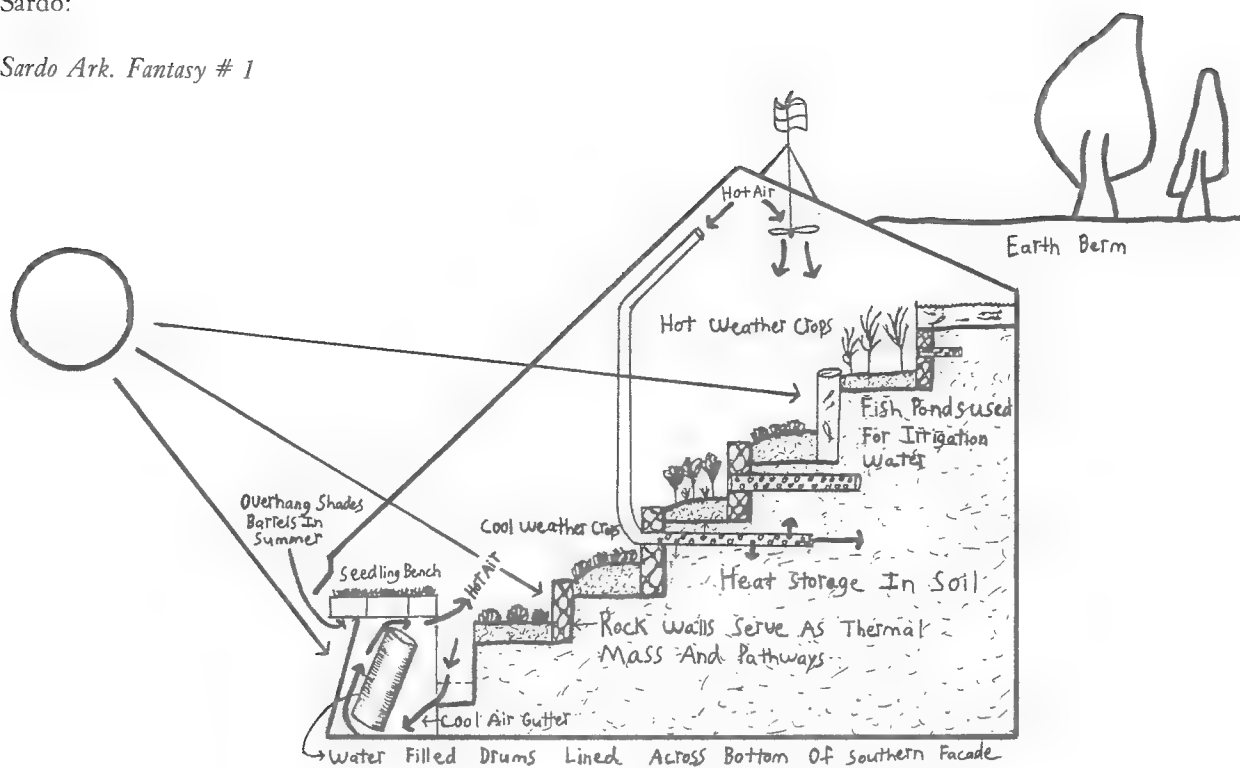 Sardo:
Sardo Ark. Fantasy # 1
Hot Air
Earth Berm
Hot Weather Crops
Fish Ponds used
For Irrigation
Water
Overhang Shades
Barrels In
Summer
Seedling Bench
Cool Weather Crops
Hot Air
Heat Storage In Soil
Rock Walls Serve As Thermal
Mass And Pathways
Cool Air Gutter
Water Filled Drums Lined Across Bottom Of Southern Facade